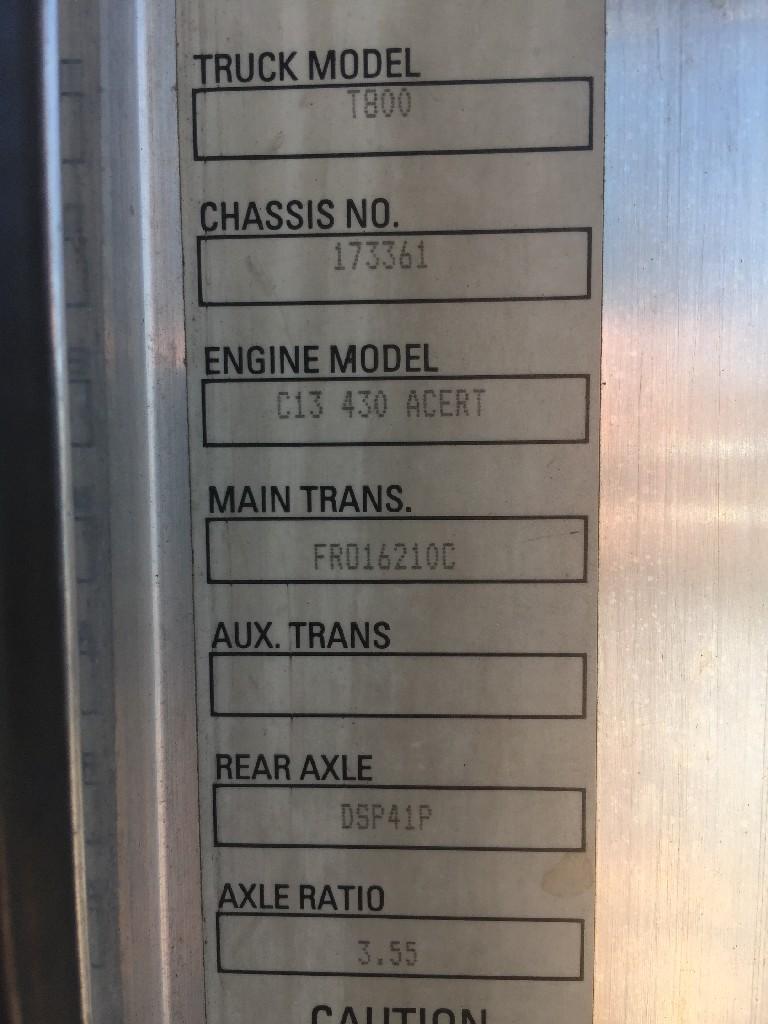 TRUCK MODEL
T800
CHASSIS NO.
173361
ENGINE MODEL
C13 430 ACERT
MAIN TRANS.
FRO16210C
AUX. TRANS
REAR AXLE
DSP41P
AXLE RATIO
3.55
CAUTION